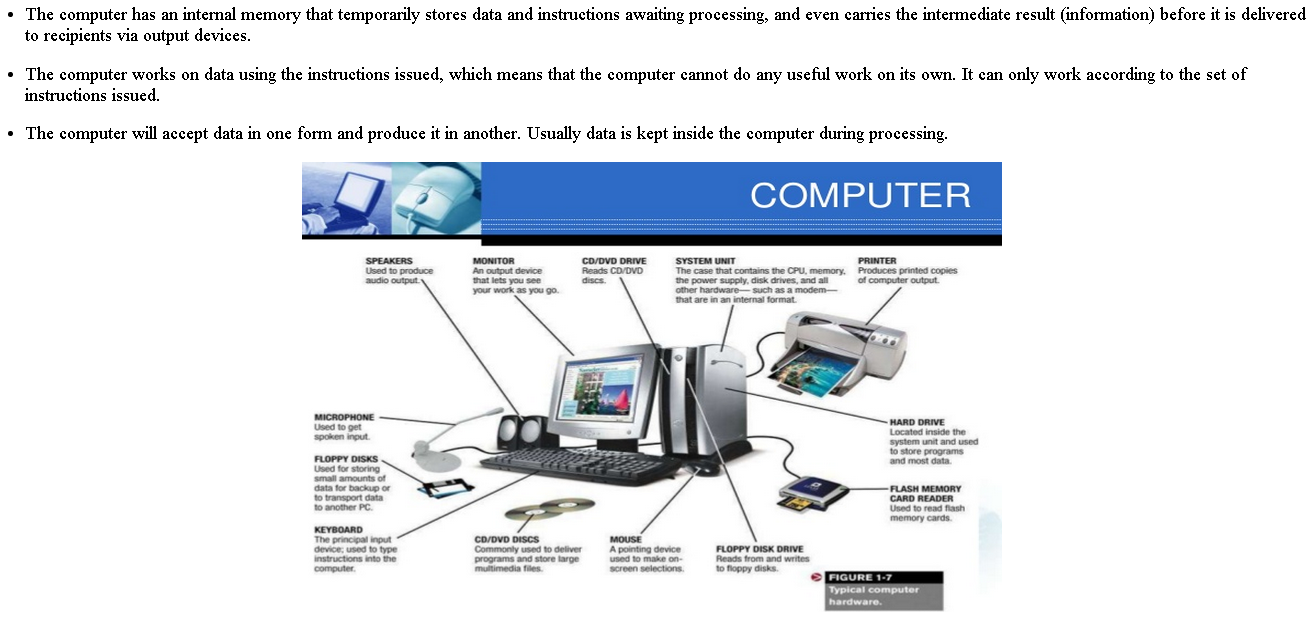 • The computer has an internal memory that temporarily stores data and instructions awaiting processing, and even carries the intermediate result (information) before it is delivered
to recipients via output devices.
• The computer works on data using the instructions issued, which means that the computer cannot do any useful work on its own. It can only work according to the set of
instructions issued.
• The computer will accept data in one form and produce it in another. Usually data is kept inside the computer during processing.
COMPUTER
SPEAKERS
Used to produce
audio output.
MONITOR
An output device
that lets you see
your work as you go.
CD/DVD DRIVE
Reads CD/DVD
discs.
SYSTEM UNIT
The case that contains the CPU, memory,
the power supply, disk drives, and all
other hardware— such as a modem—
that are in an internal format.
PRINTER
Produces printed copies
of computer output.
MICROPHONE
Used to get
spoken input.
FLOPPY DISKS
Used for storing
small amounts of
data for backup or
to transport data
to another PC.
KEYBOARD
The principal input
device; used to type
instructions into the
computer.
CD/DVD DISCS
Commonly used to deliver
programs and store large
multimedia files.
MOUSE
A pointing device
used to make on-
screen selections.
FLOPPY DISK DRIVE
Reads from and writes
to floppy disks.
HARD DRIVE
Located inside the
system unit and used
to store programs
and most data.
FLASH MEMORY
CARD READER
Used to read flash
memory cards.
FIGURE 1-7
Typical computer
hardware.